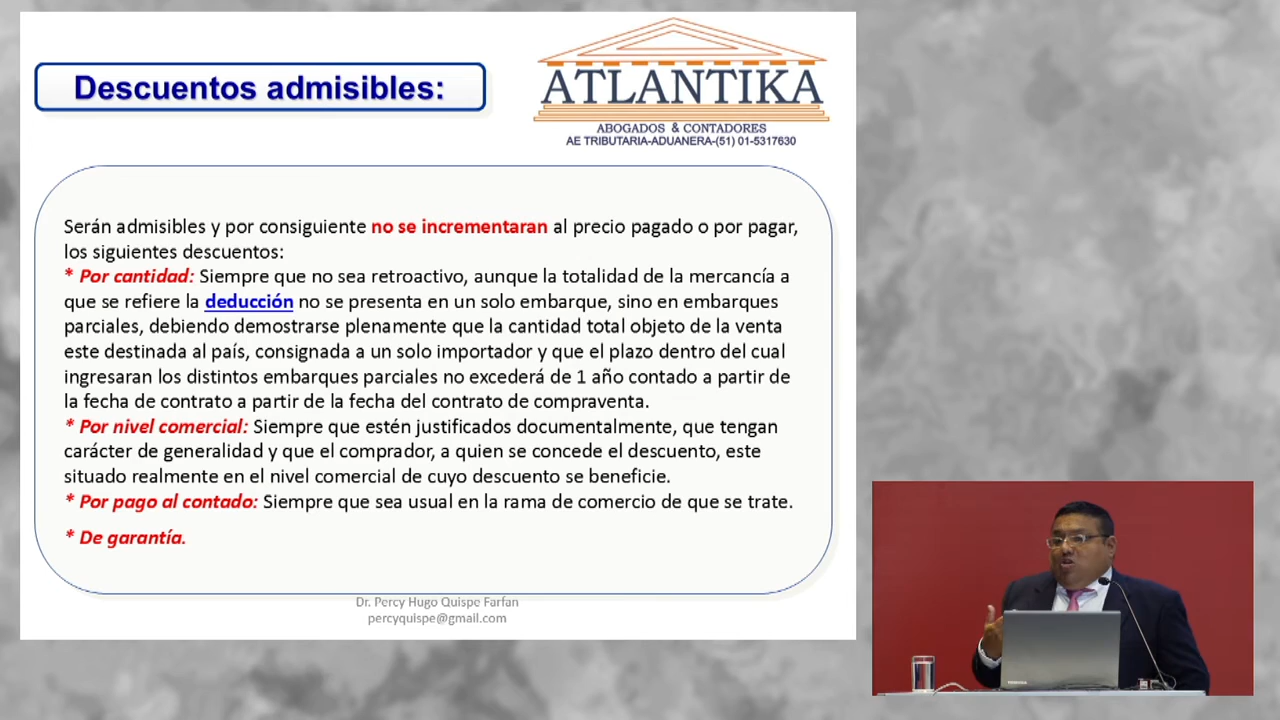 Descuentos admisibles:
ATLANTIKA
ABOGADOS & CONTADORES
AE TRIBUTARIA-ADUANERA-(51) 01-5317630
Serán admisibles y por consiguiente no se incrementaran al precio pagado o por pagar,
los siguientes descuentos:
* Por cantidad: Siempre que no sea retroactivo, aunque la totalidad de la mercancía a
que se refiere la deducción no se presenta en un solo embarque, sino en embarques
parciales, debiendo demostrarse plenamente que la cantidad total objeto de la venta
este destinada al país, consignada a un solo importador y que el plazo dentro del cual
ingresaran los distintos embarques parciales no excederá de 1 año contado a partir de
la fecha de contrato a partir de la fecha del contrato de compraventa.
* Por nivel comercial: Siempre que estén justificados documentalmente, que tengan
carácter de generalidad y que el comprador, a quien se concede el descuento, este
situado realmente en el nivel comercial de cuyo descuento se beneficie.
* Por pago al contado: Siempre que sea usual en la rama de comercio de que se trate.
* De garantía.
Dr. Percy Hugo Quispe Farfan
percyquispe@gmail.com
TOSHIBA